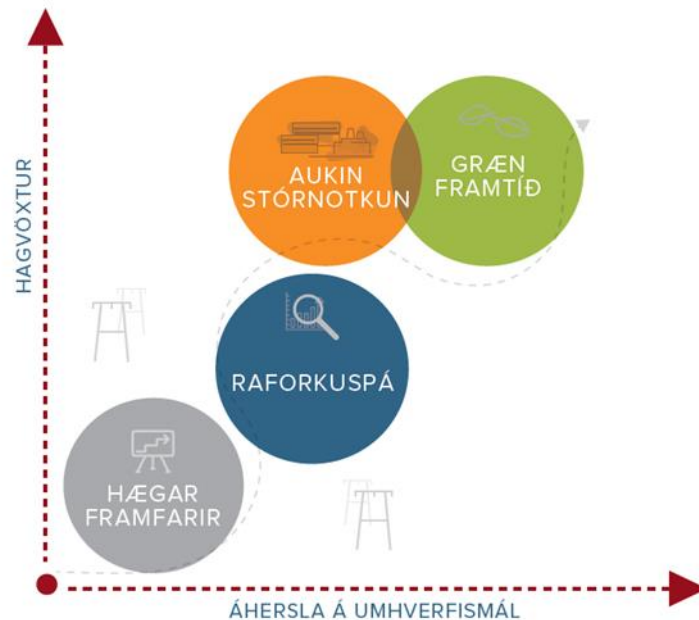 HAGVÖXTUR
AUKIN
STÓRNOTKUN
GRÆN
FRAMTÍÐ
RAFORKUSPÁ
HÆGAR
FRAMFARIR
ÁHERSLA Á UMHVERFISMÁL